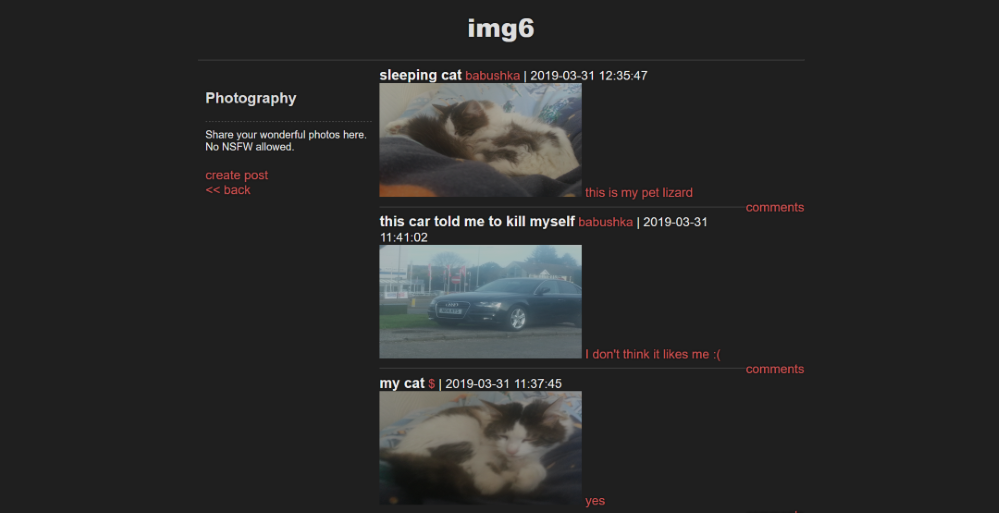 img6
Photography
Share your wonderful photos here.
No NSFW allowed.
create post
<< back
sleeping cat babushka | 2019-03-31 12:35:47
this is my pet lizard
comments
this car told me to kill myself babushka | 2019-03-31
11:41:02
I don't think it likes me :(
comments
my cat $ | 2019-03-31 11:37:45
yes